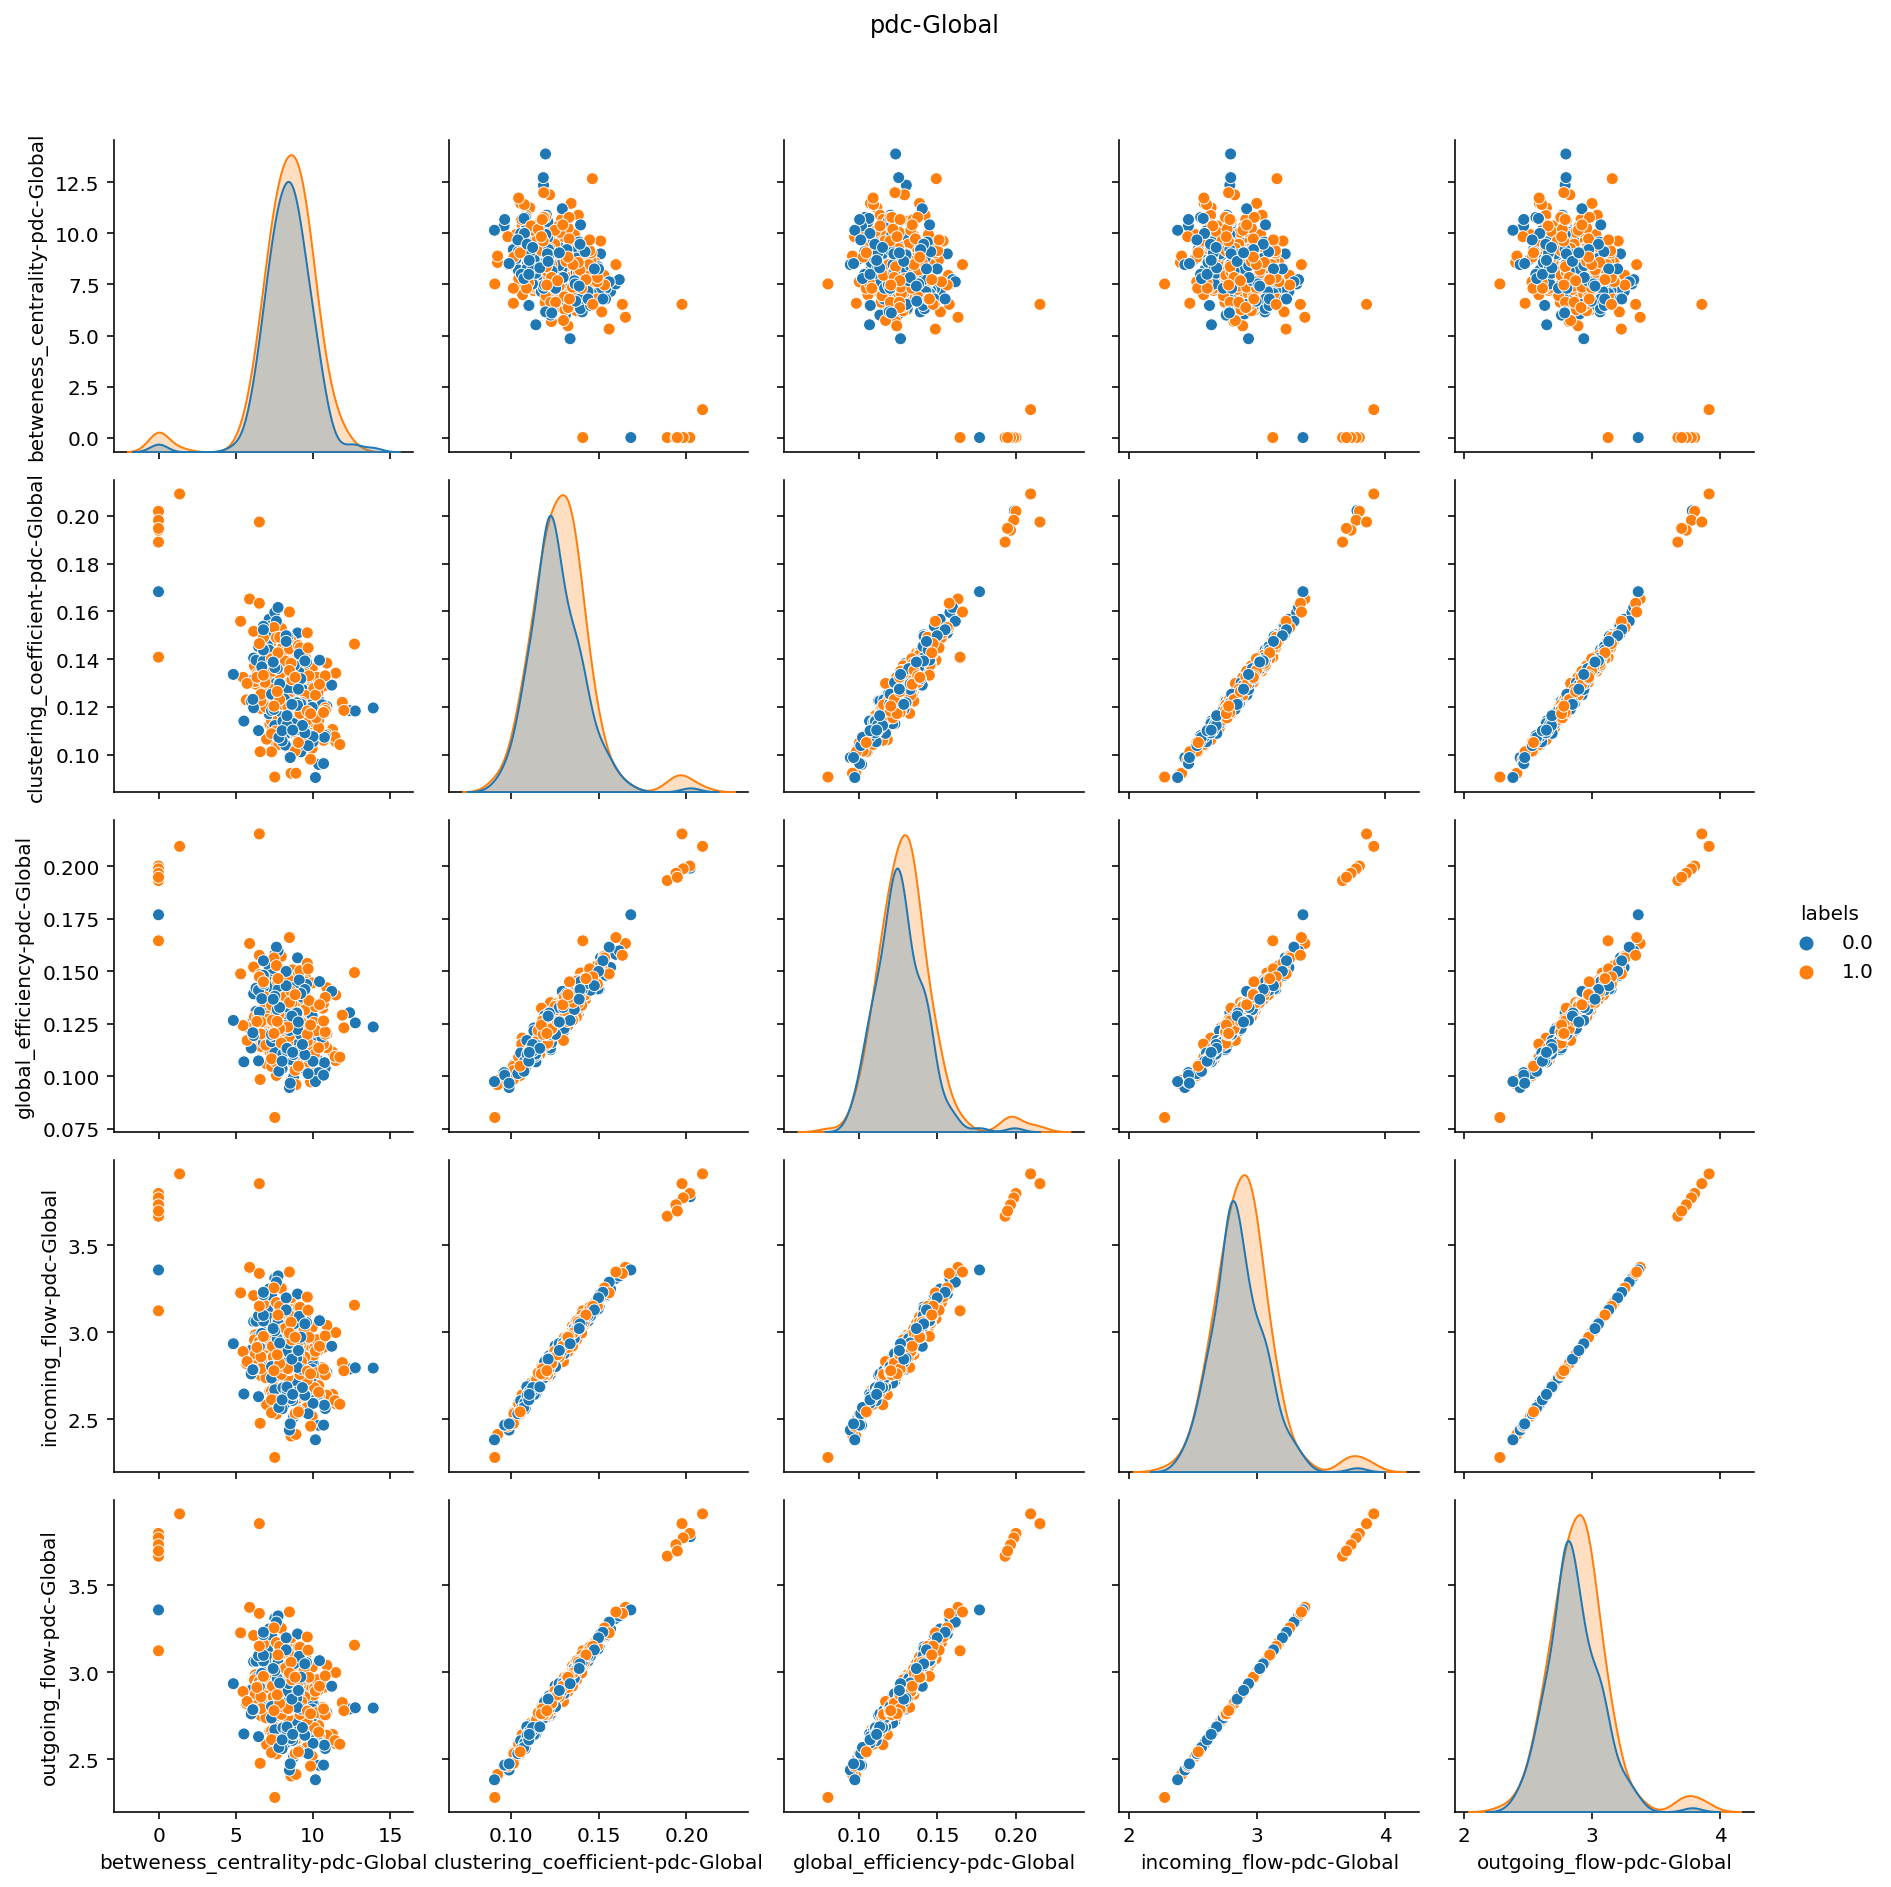 pdc-Global
betweness_centrality-pdc-Global
12.5
10.0
7.5
5.0
2.5
0.0
clustering_coefficient-pdc-Global
0.20
0.18
0.16
0.14
0.12
0.10
global_efficiency-pdc-Global
0.200
0.175
0.150
0.125
0.100
0.075
labels
0.0
1.0
incoming_flow-pdc-Global
3.5
3.0
2.5
outgoing_flow-pdc-Global
3.5
3.0
2.5
0 5 10 15 0.10 0.15 0.20 0.10 0.15 0.20 2 3 4 2 3 4
betweness_centrality-pdc-Global clustering_coefficient-pdc-Global global_efficiency-pdc-Global incoming_flow-pdc-Global outgoing_flow-pdc-Global